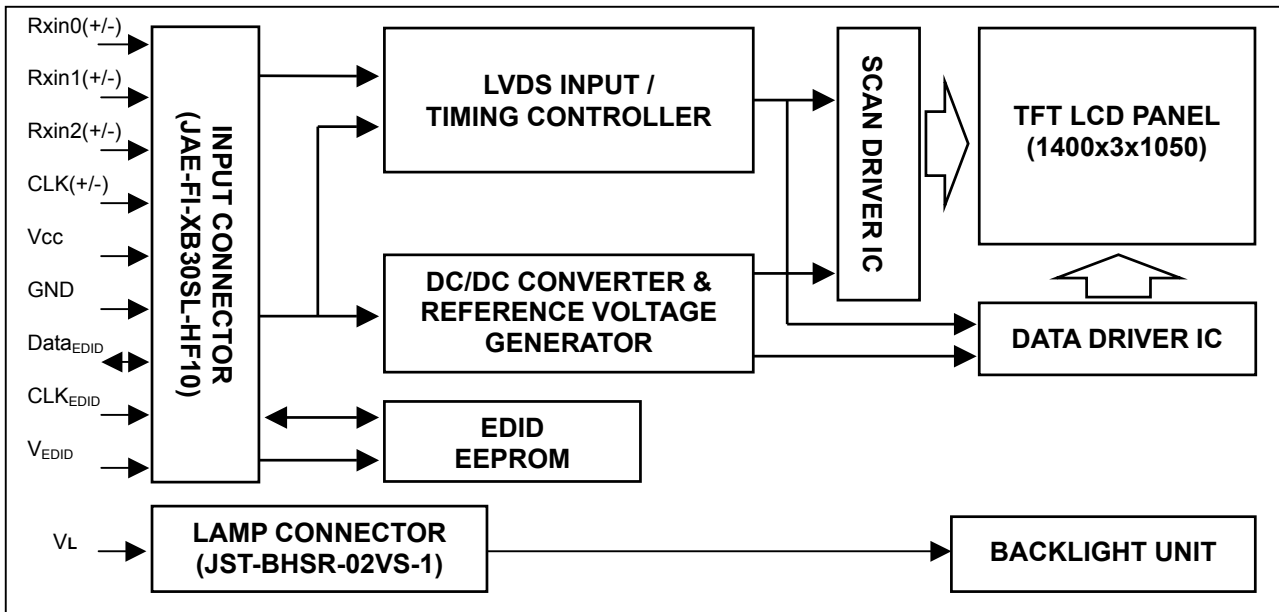 Rxin0(+/-)
Rxin1(+/-)
Rxin2(+/-)
CLK(+/-)
Vcc
GND
DataEDID
CLKEDID
VEDID
VL
INPUT CONNECTOR
(JAE-FI-XB30SL-HF10)
LVDS INPUT /
TIMING CONTROLLER
DC/DC CONVERTER &
REFERENCE VOLTAGE
GENERATOR
EDID
EEPROM
SCAN DRIVER IC
TFT LCD PANEL
(1400x3x1050)
DATA DRIVER IC
LAMP CONNECTOR
(JST-BHSR-02VS-1)
BACKLIGHT UNIT